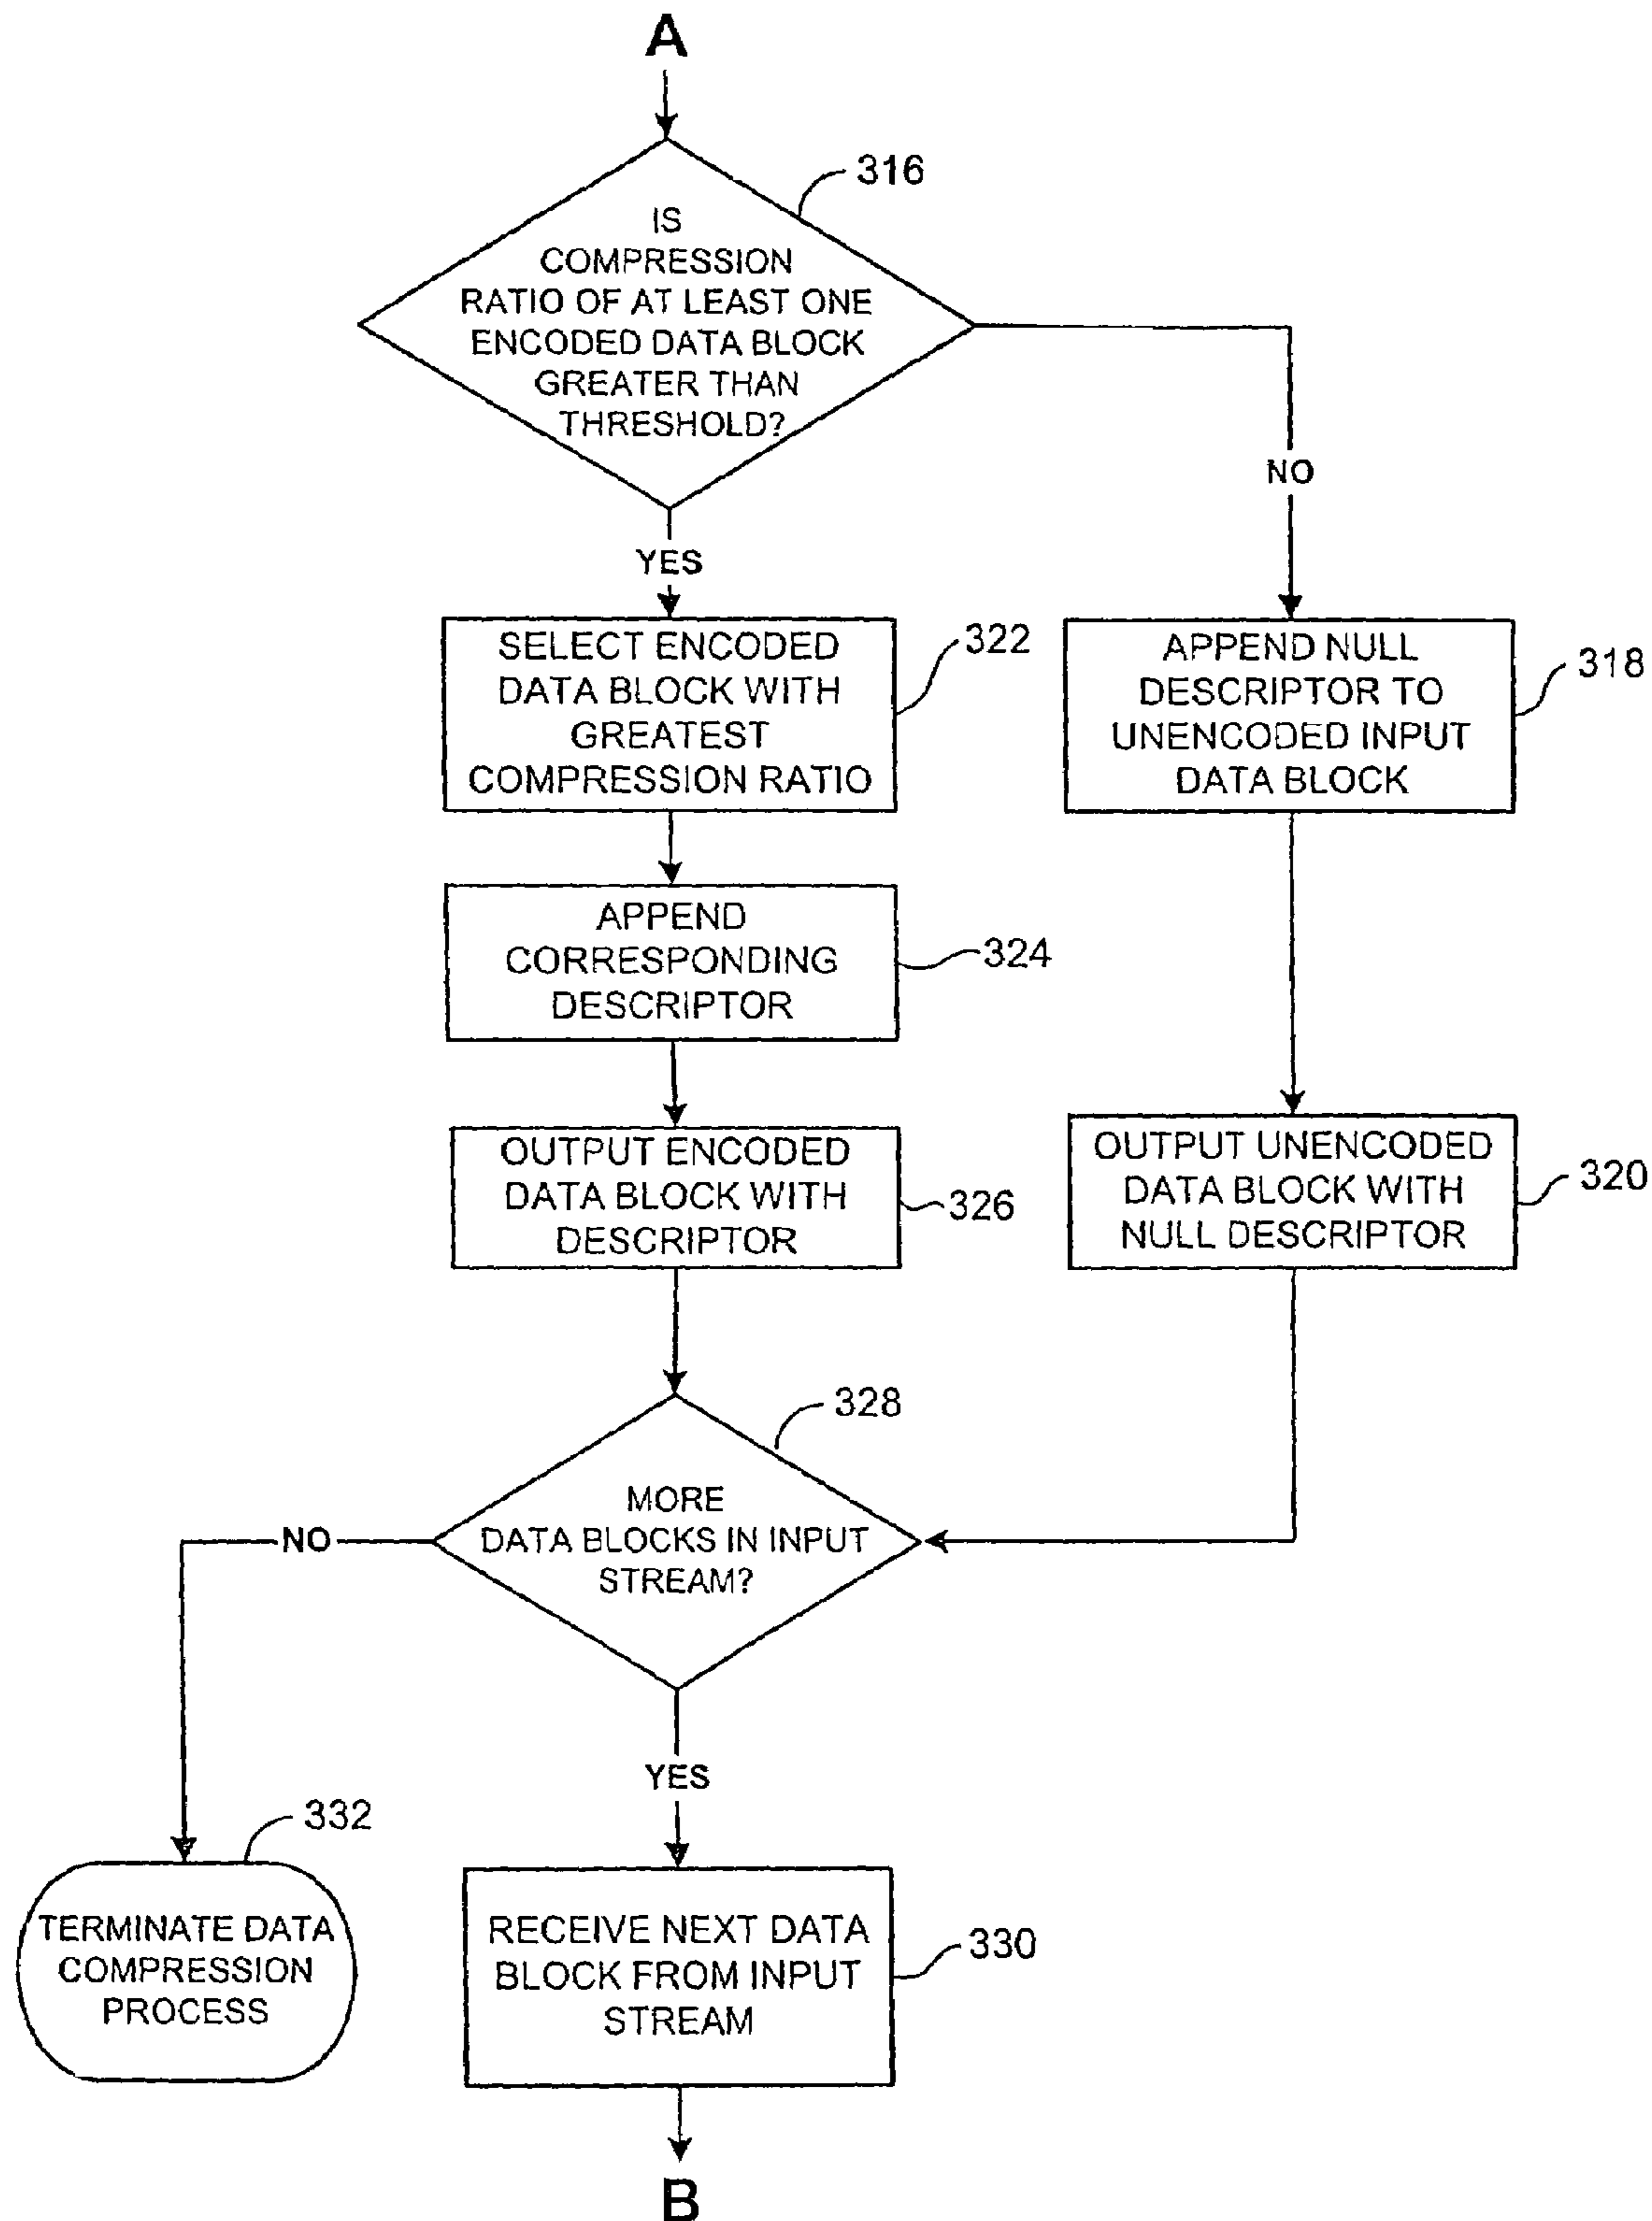 A
316
IS
COMPRESSION
RATIO OF AT LEAST ONE
ENCODED DATA BLOCK
GREATER THAN
THRESHOLD?
NO
YES
SELECT ENCODED
DATA BLOCK WITH
GREATEST
COMPRESSION RATIO
322
APPEND NULL
DESCRIPTOR TO
UNENCODED INPUT
DATA BLOCK
318
APPEND
CORRESPONDING
DESCRIPTOR
324
OUTPUT ENCODED
DATA BLOCK WITH
DESCRIPTOR
326
OUTPUT UNENCODED
DATA BLOCK WITH
NULL DESCRIPTOR
320
328
MORE
DATA BLOCKS IN INPUT
STREAM?
NO
YES
332
TERMINATE DATA
COMPRESSION
PROCESS
RECEIVE NEXT DATA
BLOCK FROM INPUT
STREAM
330
B